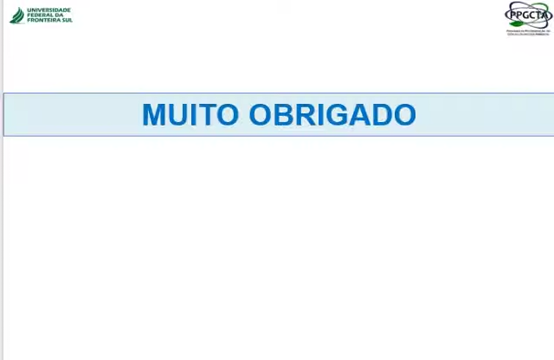 UNIVERSIDADE
FEDERAL DA
FRONTEIRA SUL
PPGCTA
MUITO OBRIGADO